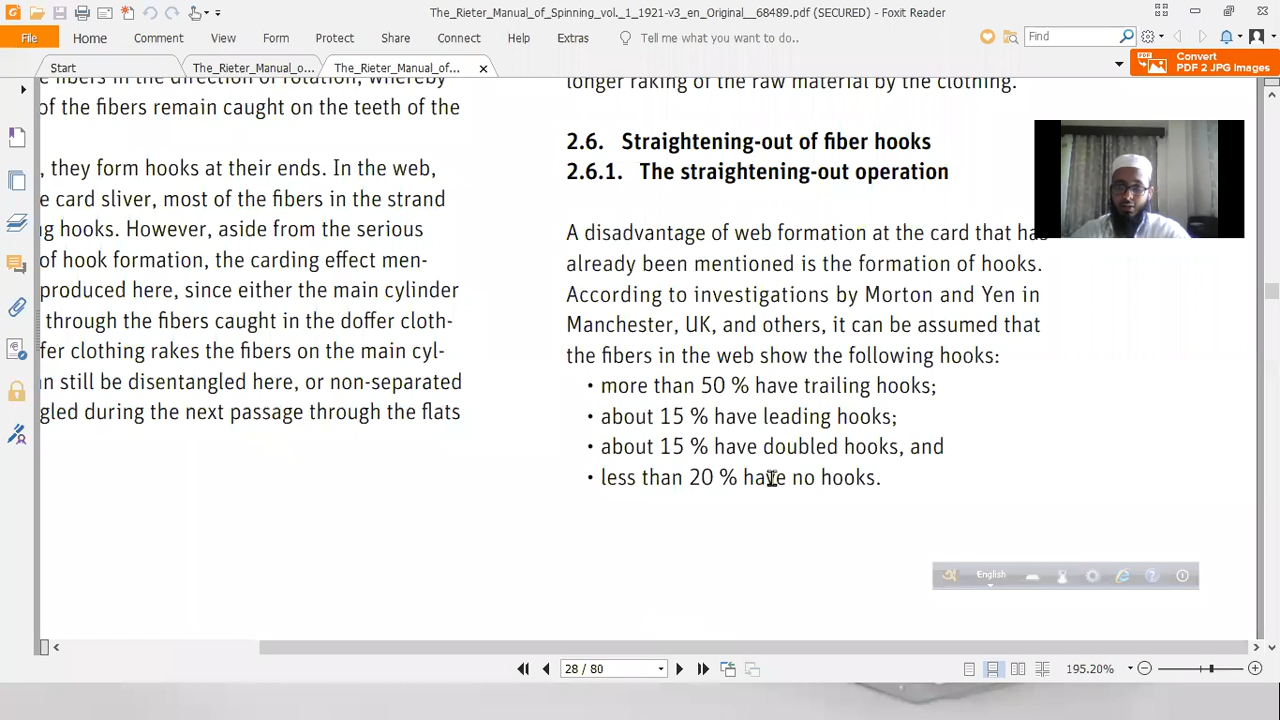 The_Rieter_Manual_of_Spinning_vol._1_1921-v3_en_Original__68489.pdf (SECURED) - Foxit Reader
File Home Comment View Form Protect Share Connect Help Extras Tell me what you want to do.. Find
Start The_Rieter_Manual_o... The_Rieter_Manual_of...
Convert
PDF 2 JPG Images
e fibers in the direction of rotation, whereby
of the fibers remain caught on the teeth of the
, they form hooks at their ends. In the web,
e card sliver, most of the fibers in the strand
ng hooks. However, aside from the serious
of hook formation, the carding effect men-
produced here, since either the main cylinder
through the fibers caught in the doffer cloth-
fer clothing rakes the fibers on the main cyl-
n still be disentangled here, or non-separated
gled during the next passage through the flats
longer raking of the raw material by the clothing.
2.6. Straightening-out of fiber hooks
2.6.1. The straightening-out operation
A disadvantage of web formation at the card that has
already been mentioned is the formation of hooks.
According to investigations by Morton and Yen in
Manchester, UK, and others, it can be assumed that
the fibers in the web show the following hooks:
• more than 50 % have trailing hooks;
• about 15 % have leading hooks;
• about 15 % have doubled hooks, and
• less than 20 % have no hooks.
English
28 / 80
195.20%